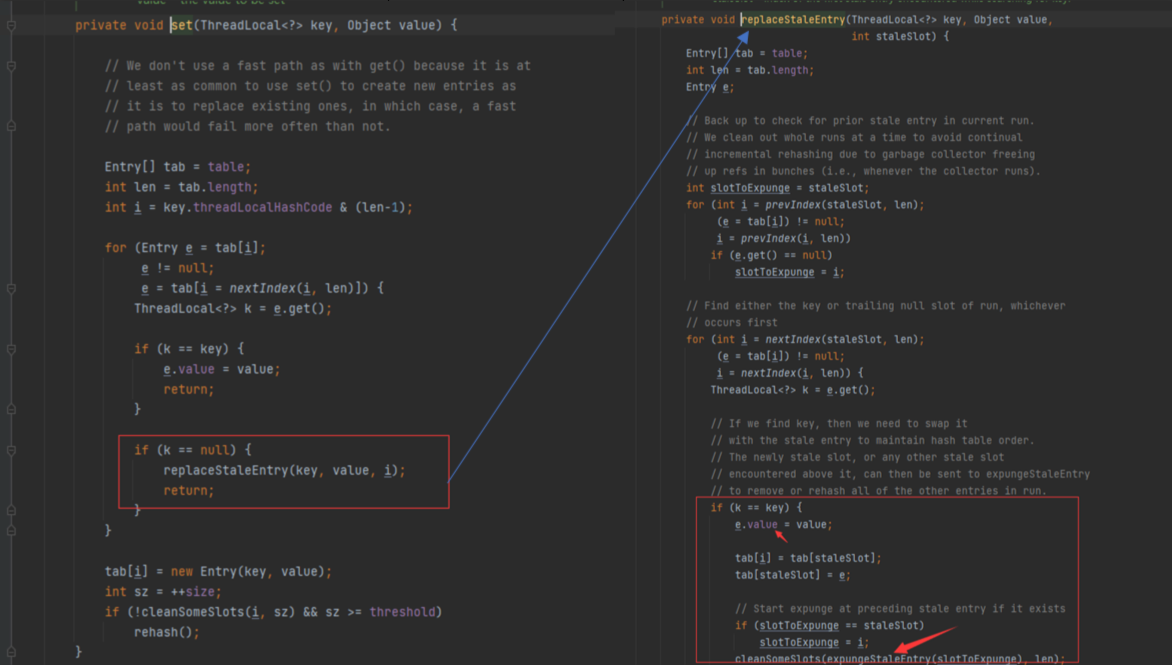 private void set(ThreadLocal<?> key, Object value) {
// We don't use a fast path as with get() because it is at
// least as common to use set() to create new entries as
// it is to replace existing ones, in which case, a fast
// path would fail more often than not.
Entry[] tab = table;
int len = tab.length;
int i = key.threadLocalHashCode & (len-1);
for (Entry e = tab[i];
e != null;
e = tab[i = nextIndex(i, len)]) {
ThreadLocal<?> k = e.get();
if (k == key) {
e.value = value;
return;
}
if (k == null) {
replaceStaleEntry(key, value, i);
return;
}
}
tab[i] = new Entry(key, value);
int sz = ++size;
if (!cleanSomeSlots(i, sz) && sz >= threshold)
rehash();
}
private void replaceStaleEntry(ThreadLocal<?> key, Object value,
int staleSlot) {
Entry[] tab = table;
int len = tab.length;
Entry e;
// Back up to check for prior stale entry in current run.
// We clean out whole runs at a time to avoid continual
// incremental rehashing due to garbage collector freeing
// up refs in bunches (i.e., whenever the collector runs).
int slotToExpunge = staleSlot;
for (int i = prevIndex(staleSlot, len);
(e = tab[i]) != null;
i = prevIndex(i, len))
if (e.get() == null)
slotToExpunge = i;
// Find either the key or trailing null slot of run, whichever
// occurs first
for (int i = nextIndex(staleSlot, len);
(e = tab[i]) != null;
i = nextIndex(i, len)) {
ThreadLocal<?> k = e.get();
// If we find key, then we need to swap it
// with the stale entry to maintain hash table order.
// The newly stale slot, or any other stale slot
// encountered above it, can then be sent to expungeStaleEntry
// to remove or rehash all of the other entries in run.
if (k == key) {
e.value = value;
tab[i] = tab[staleSlot];
tab[staleSlot] = e;
// Start expunge at preceding stale entry if it exists
if (slotToExpunge == staleSlot)
slotToExpunge = i;
cleanSomeSlots(expungeStaleEntry(slotToExpunge), len);